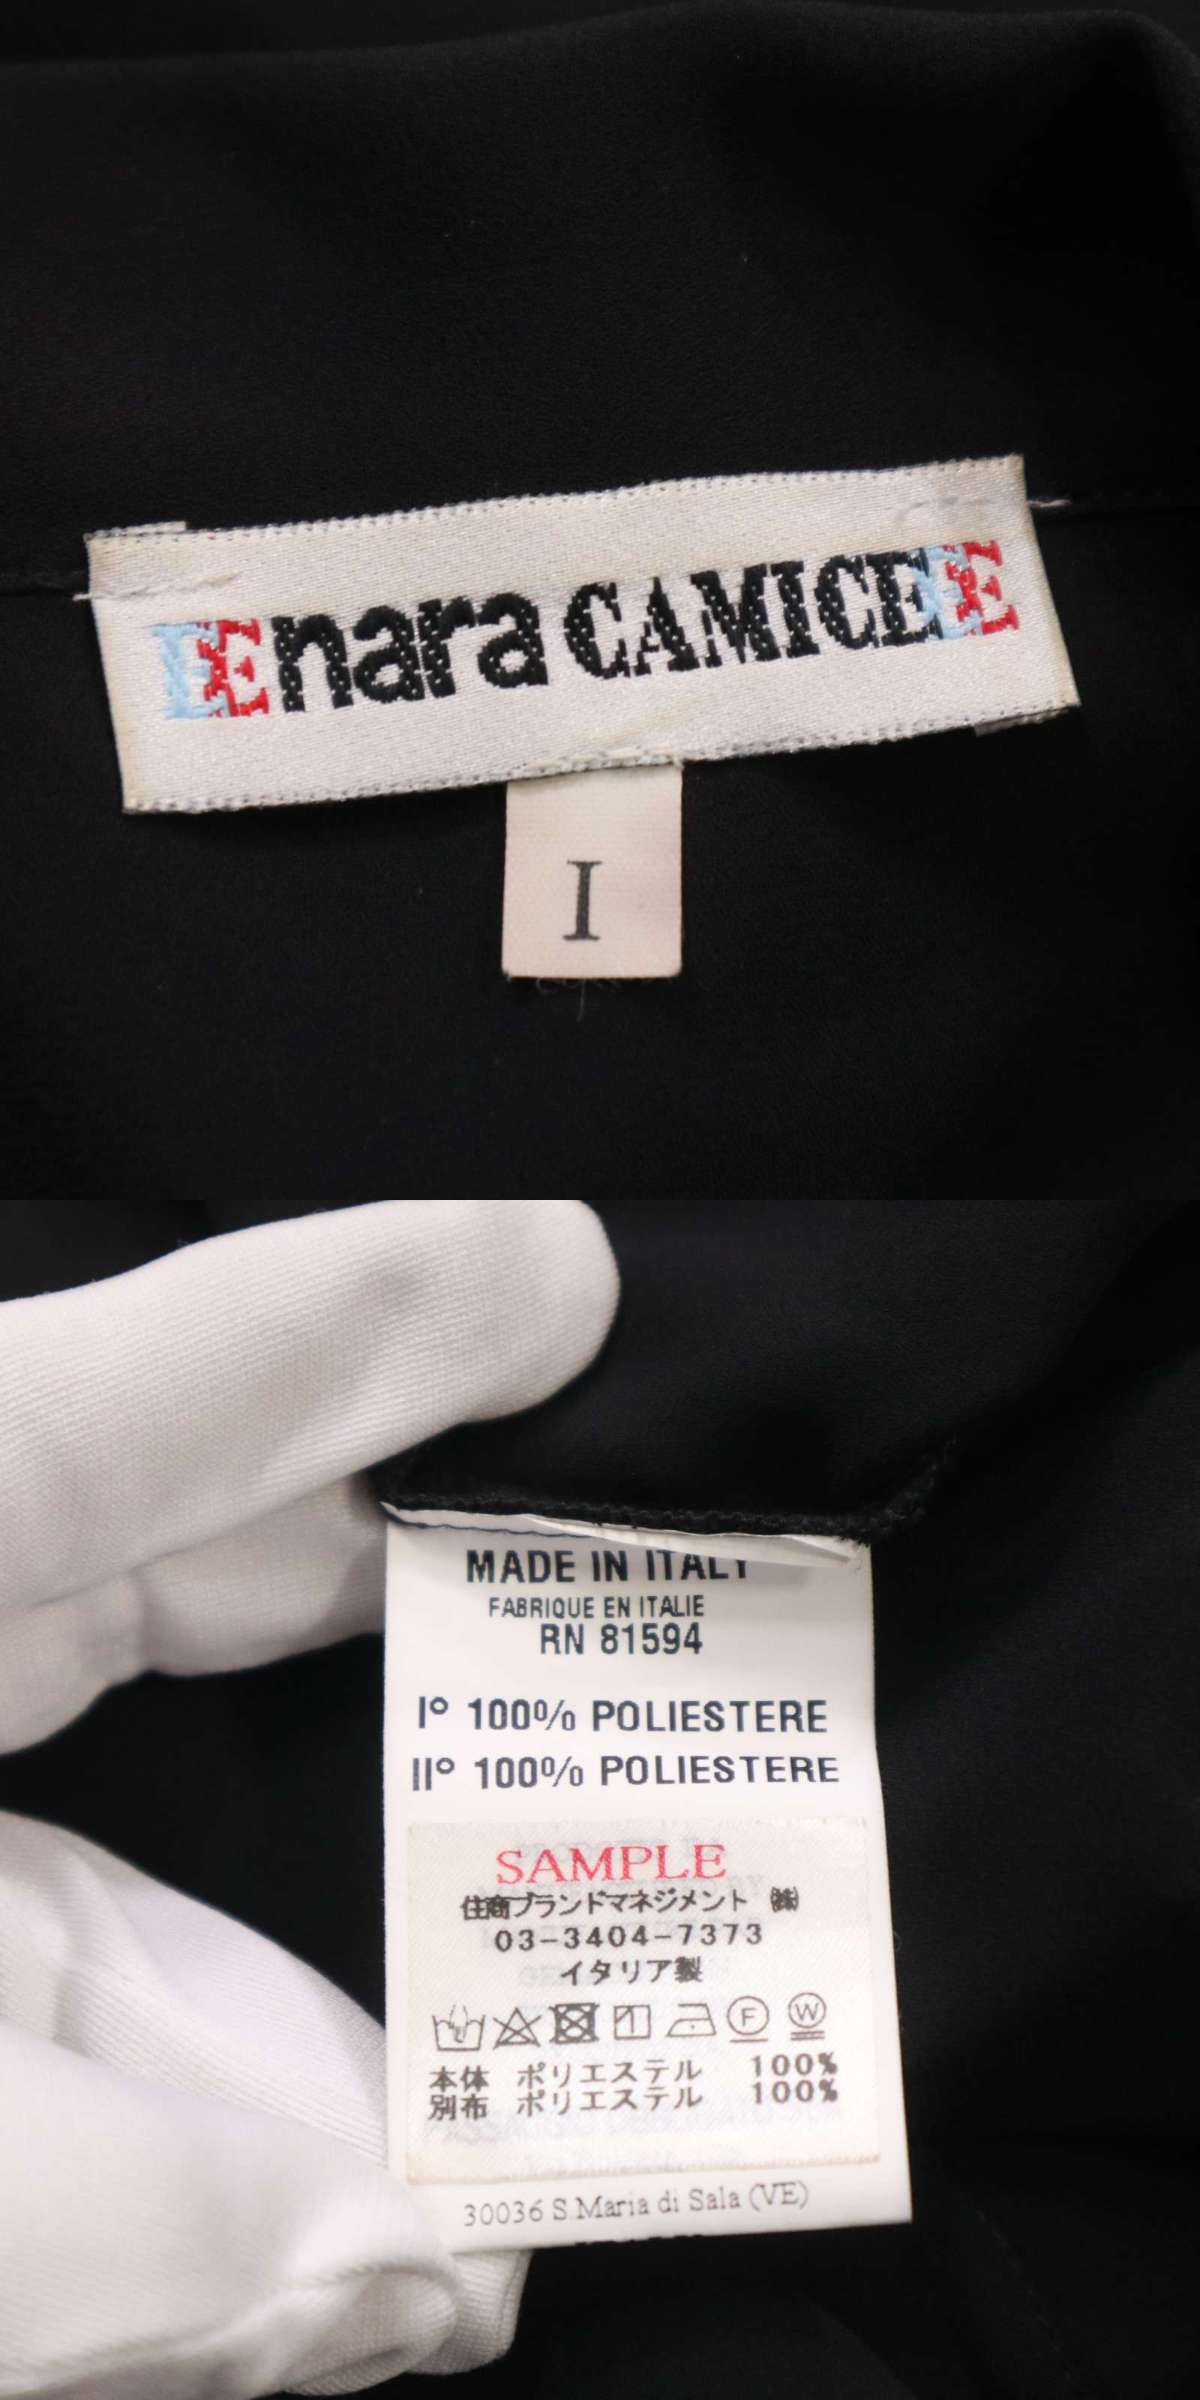 EE nara CAMICE EE
I
MADE IN ITALY
FABRIQUE EN ITALIE
RN 81594
I° 100% POLIESTERE
II° 100% POLIESTERE
SAMPLE
住商ブランドマネジメント ㈱
03-3404-7373
イタリア製
F W
本体 ポリエステル 100%
別布 ポリエステル 100%
30036 S.Maria di Sala (VE)